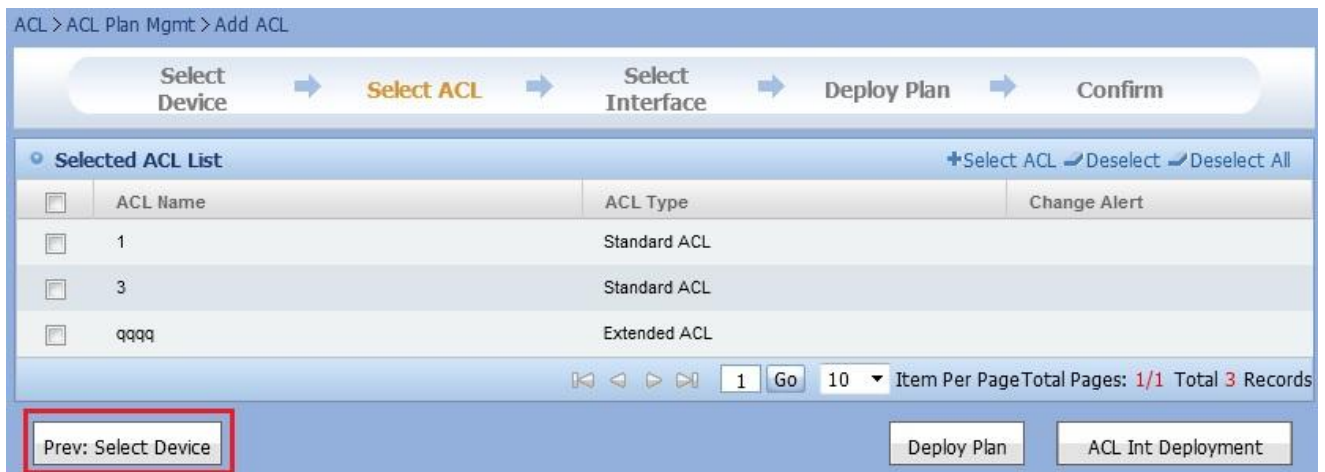 ACL > ACL Plan Mgmt > Add ACL
Select Device
Select ACL
Select Interface
Deploy Plan
Confirm
Selected ACL List
+Select ACL Deselect Deselect All
ACL Name ACL Type Change Alert
1 Standard ACL
3 Standard ACL
qqqq Extended ACL
1 Go 10 Item Per Page Total Pages: 1/1 Total 3 Records
Prev: Select Device Deploy Plan ACL Int Deployment